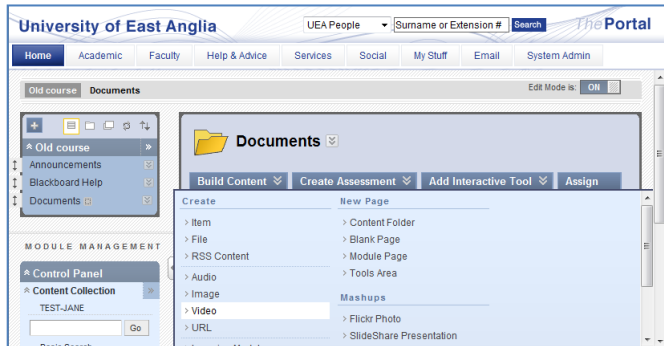 University of East Anglia
UEA People Surname or Extension # Search ThePortal
Home Academic Faculty Help & Advice Services Social My Stuff Email System Admin
Old course Documents Edit Mode is: ON
Old course
Announcements
Blackboard Help
Documents
MODULE MANAGEMENT
Control Panel
Content Collection
TEST-JANE
Go
Documents
Build Content Create Assessment Add Interactive Tool Assign
Create New Page
> Item > Content Folder
> File > Blank Page
> RSS Content > Module Page
> Audio > Tools Area
> Image Mashups
> Video > Flickr Photo
> URL > SlideShare Presentation